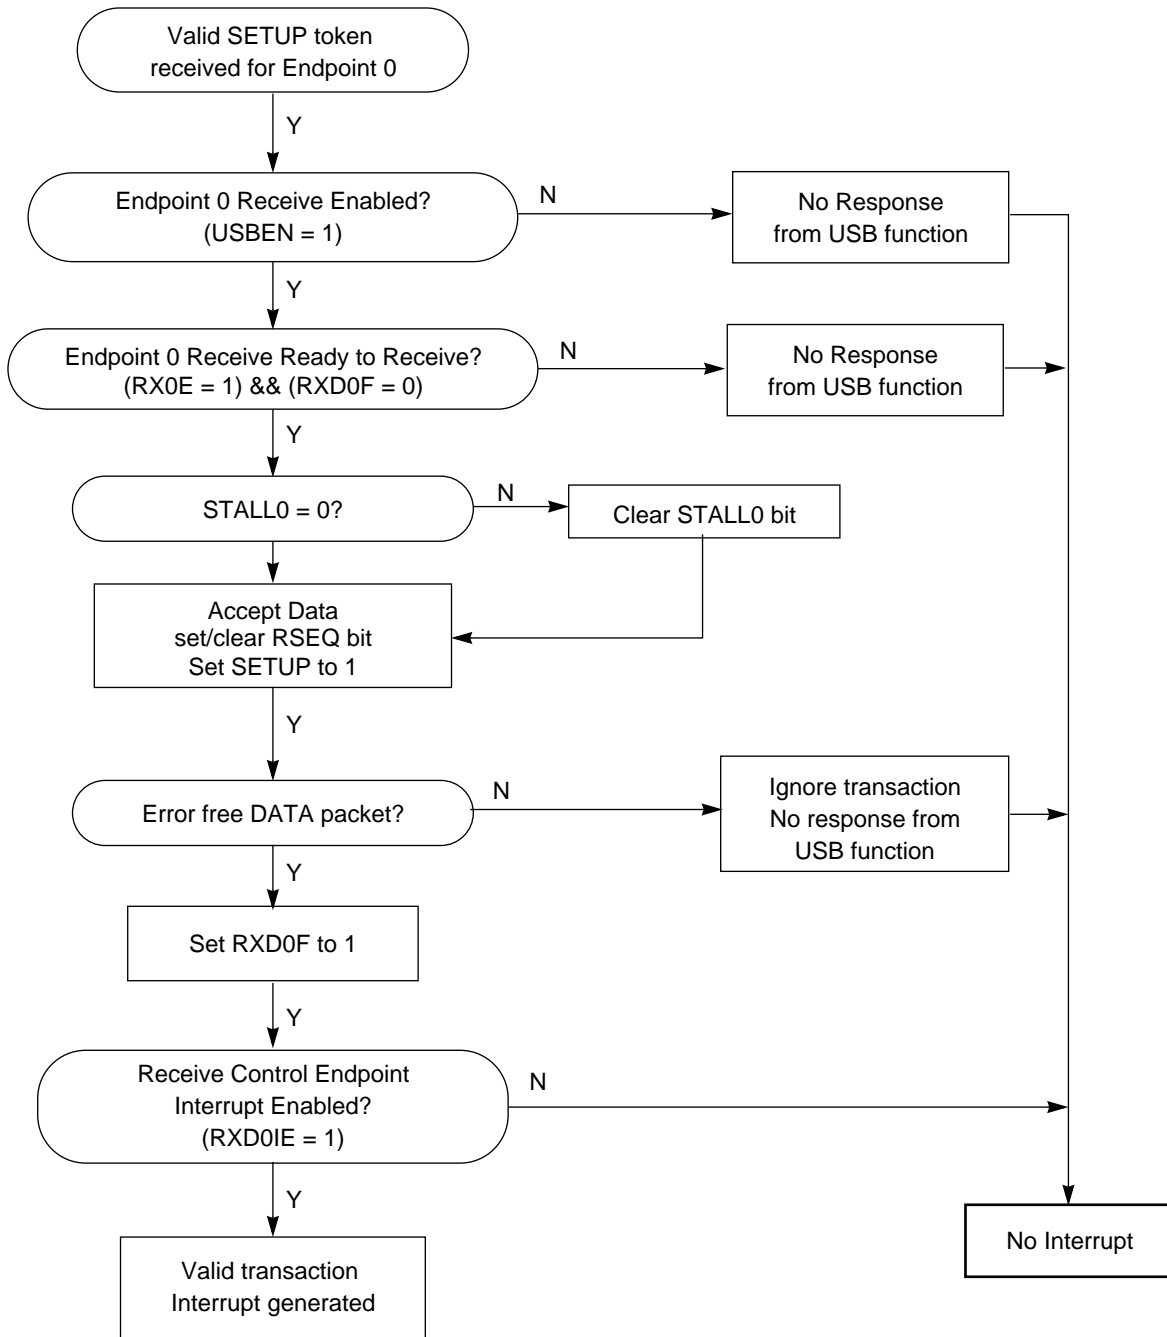 Valid SETUP token
received for Endpoint 0
Y
Endpoint 0 Receive Enabled?
(USBEN = 1)
N
No Response
from USB function
Y
Endpoint 0 Receive Ready to Receive?
(RX0E = 1) && (RXD0F = 0)
N
No Response
from USB function
Y
STALL0 = 0?
N
Clear STALL0 bit
Accept Data
set/clear RSEQ bit
Set SETUP to 1
Y
Error free DATA packet?
N
Ignore transaction
No response from
USB function
Y
Set RXD0F to 1
Y
Receive Control Endpoint
Interrupt Enabled?
(RXD0IE = 1)
N
Y
No Interrupt
Valid transaction
Interrupt generated